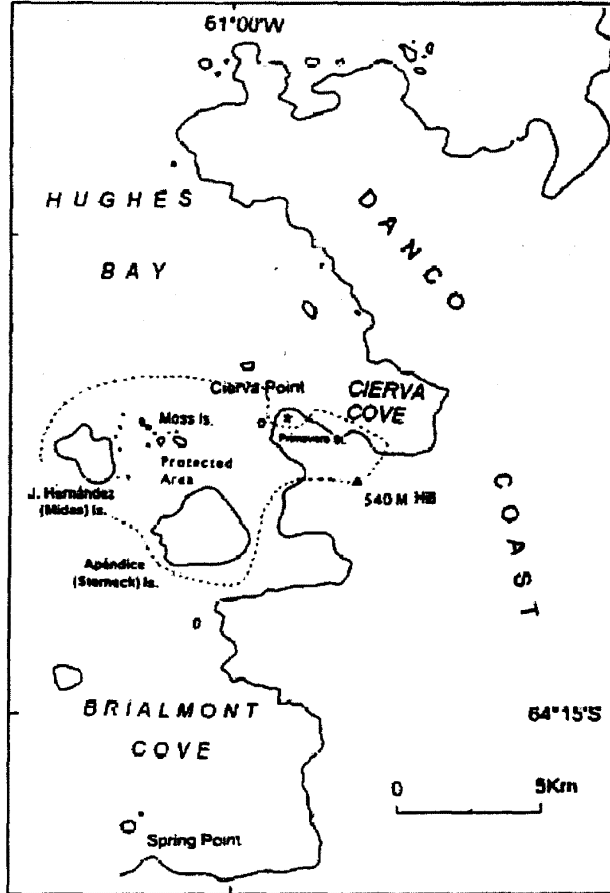 61°00'W
HUGHES
BAY
DANCO
COAST
Cierva Point
CIERVA
COVE
Moss Is.
Primavera St.
Protected
Area
J. Hernández
(Midas) Is.
540 M Hill
Apéndice
(Sterneck) Is.
BRIALMONT
COVE
64°15'S
0 5Km
Spring Point